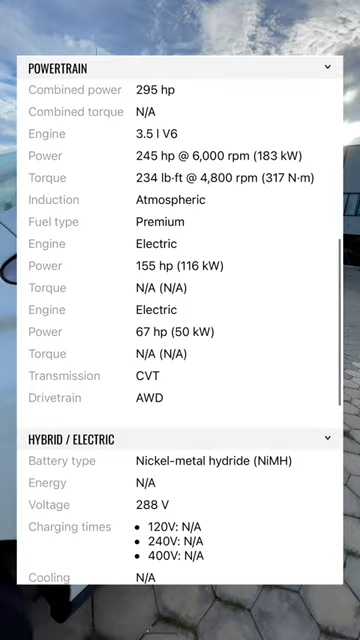 POWERTRAIN
Combined power 295 hp
Combined torque N/A
Engine 3.5 l V6
Power 245 hp @ 6,000 rpm (183 kW)
Torque 234 lb·ft @ 4,800 rpm (317 N·m)
Induction Atmospheric
Fuel type Premium
Engine Electric
Power 155 hp (116 kW)
Torque N/A (N/A)
Engine Electric
Power 67 hp (50 kW)
Torque N/A (N/A)
Transmission CVT
Drivetrain AWD
HYBRID / ELECTRIC
Battery type Nickel-metal hydride (NiMH)
Energy N/A
Voltage 288 V
Charging times • 120V: N/A
• 240V: N/A
• 400V: N/A
Cooling N/A